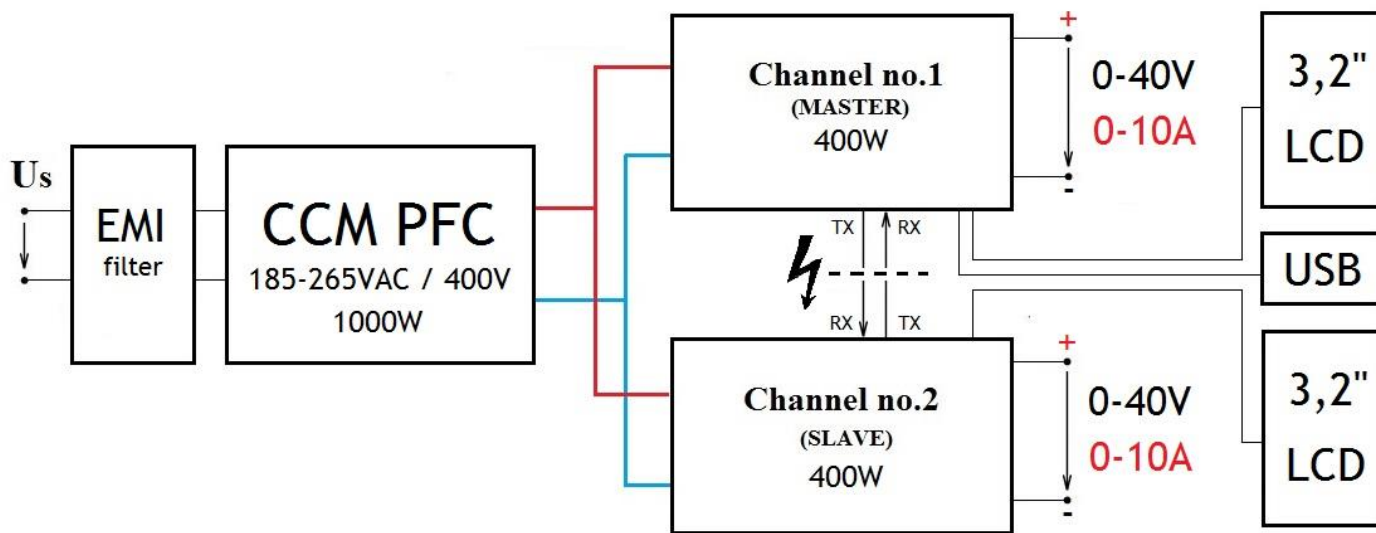 Us
EMI
filter
CCM PFC
185-265VAC / 400V
1000W
Channel no.1
(MASTER)
400W
+
0-40V
0-10A
-
3,2"
LCD
TX
RX
RX
TX
USB
Channel no.2
(SLAVE)
400W
+
0-40V
0-10A
-
3,2"
LCD